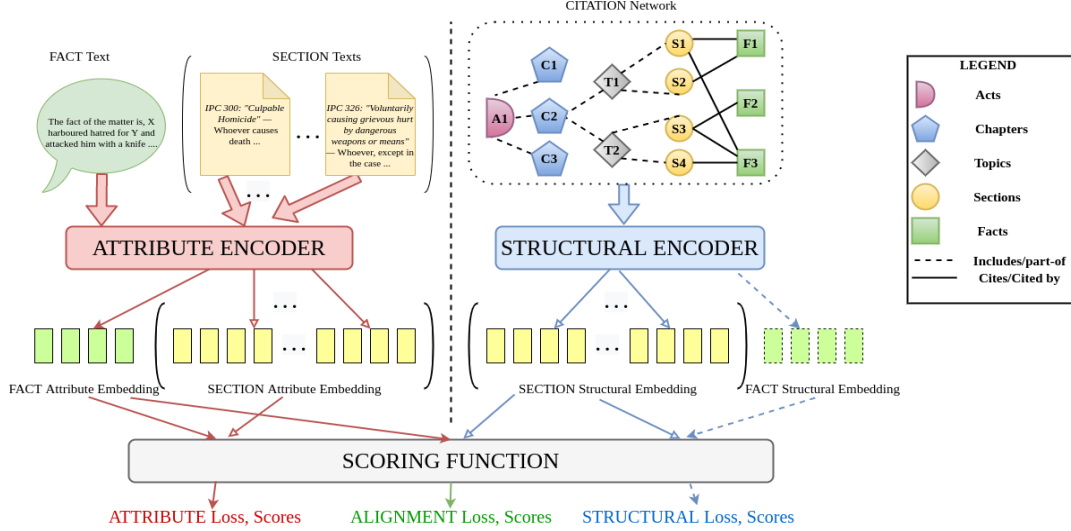 CITATION Network
FACT Text
SECTION Texts
The fact of the matter is, X
harboured hatred for Y and
attacked him with a knife ....
IPC 300: "Culpable
Homicide" —
Whoever causes
death ...
...
IPC 326: "Voluntarily
causing grievous hurt
by dangerous
weapons or means"
— Whoever, except in
the case ...
...
A1
C1
C2
C3
T1
T2
S1
S2
S3
S4
F1
F2
F3
LEGEND
Acts
Chapters
Topics
Sections
Facts
Includes/part-of
Cites/Cited by
ATTRIBUTE ENCODER
STRUCTURAL ENCODER
...
...
...
...
FACT Attribute Embedding
SECTION Attribute Embedding
SECTION Structural Embedding
FACT Structural Embedding
SCORING FUNCTION
ATTRIBUTE Loss, Scores
ALIGNMENT Loss, Scores
STRUCTURAL Loss, Scores